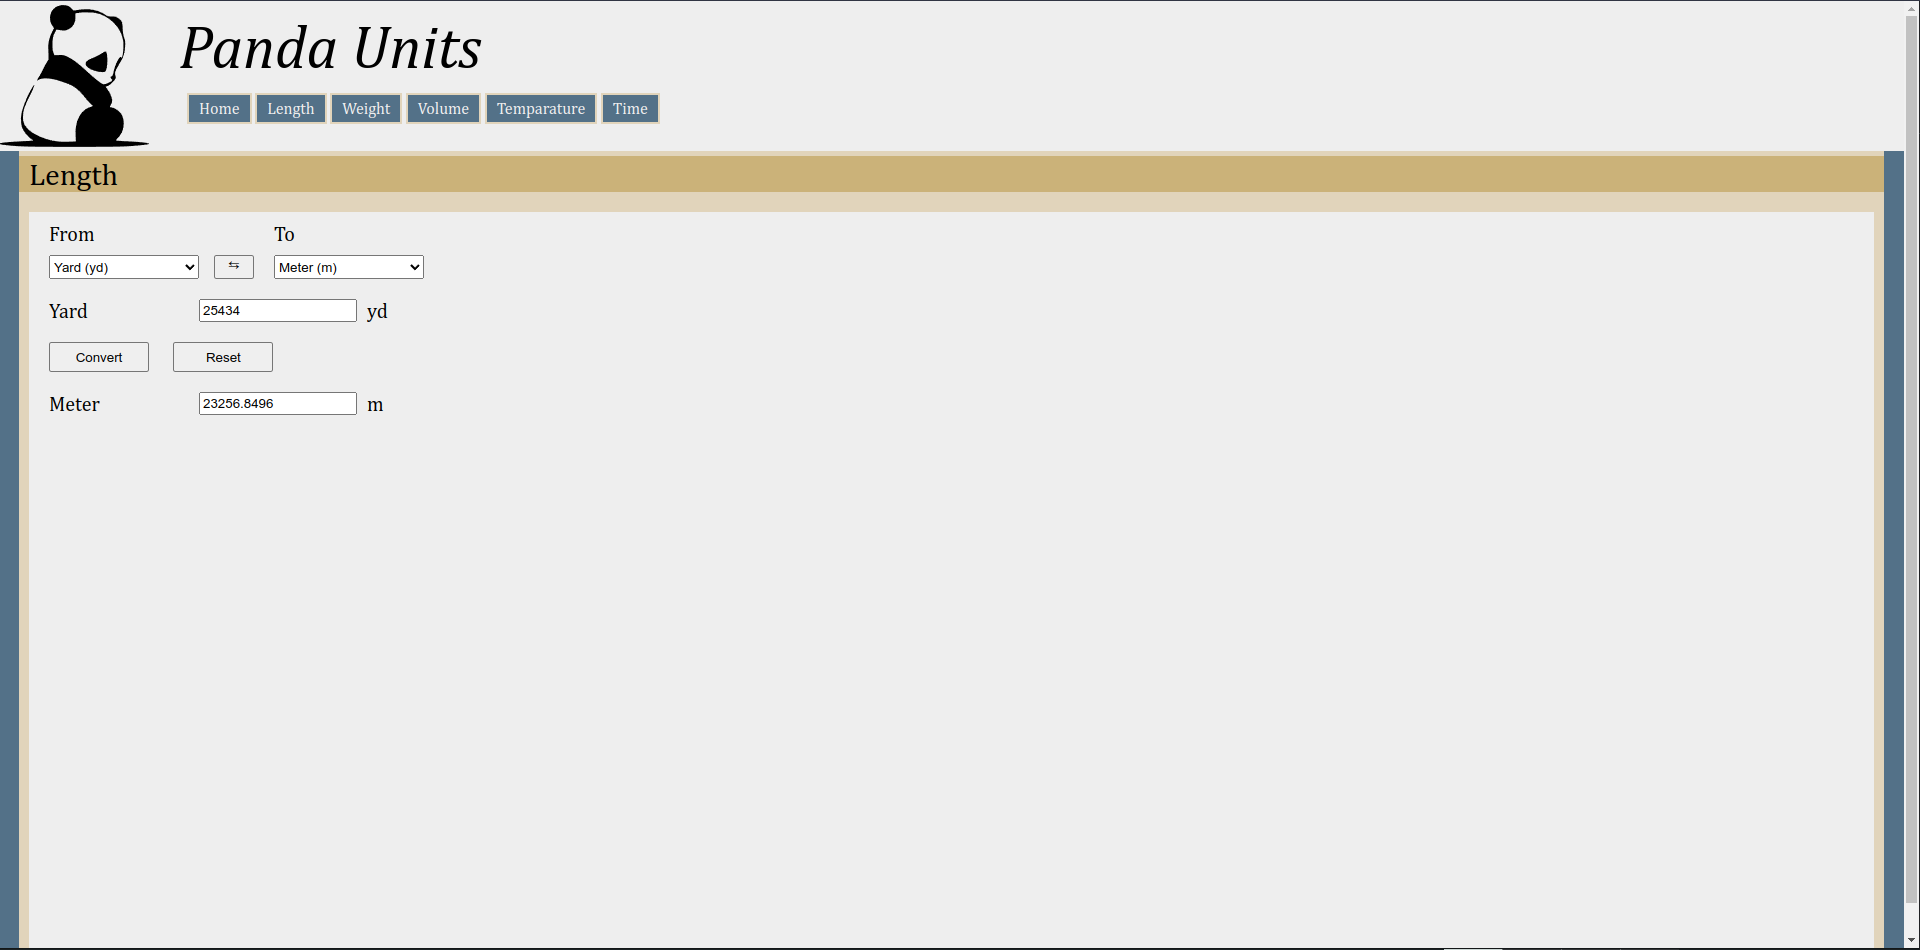 Panda Units
Home Length Weight Volume Temparature Time
Length
From To
Yard (yd) ⇆ Meter (m)
Yard 25434 yd
Convert Reset
Meter 23256.8496 m